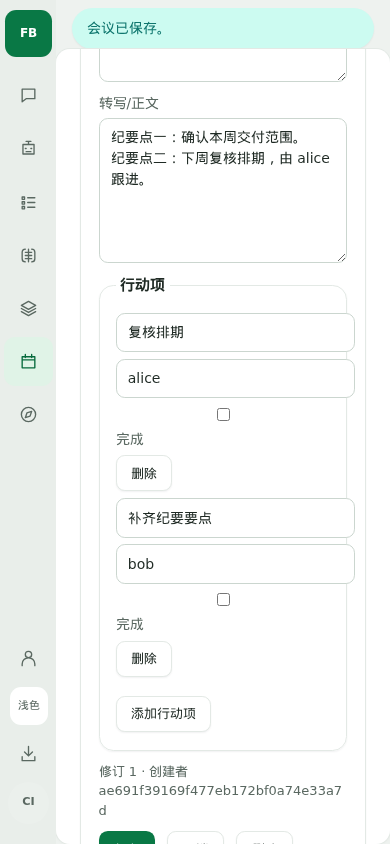 FB
会议已保存。
转写/正文
纪要点一：确认本周交付范围。
纪要点二：下周复核排期，由 alice
跟进。
行动项
复核排期
alice
完成
删除
补齐纪要要点
bob
完成
删除
添加行动项
修订 1 · 创建者
ae691f39169f477eb172bf0a74e33a7
d
浅色
CI